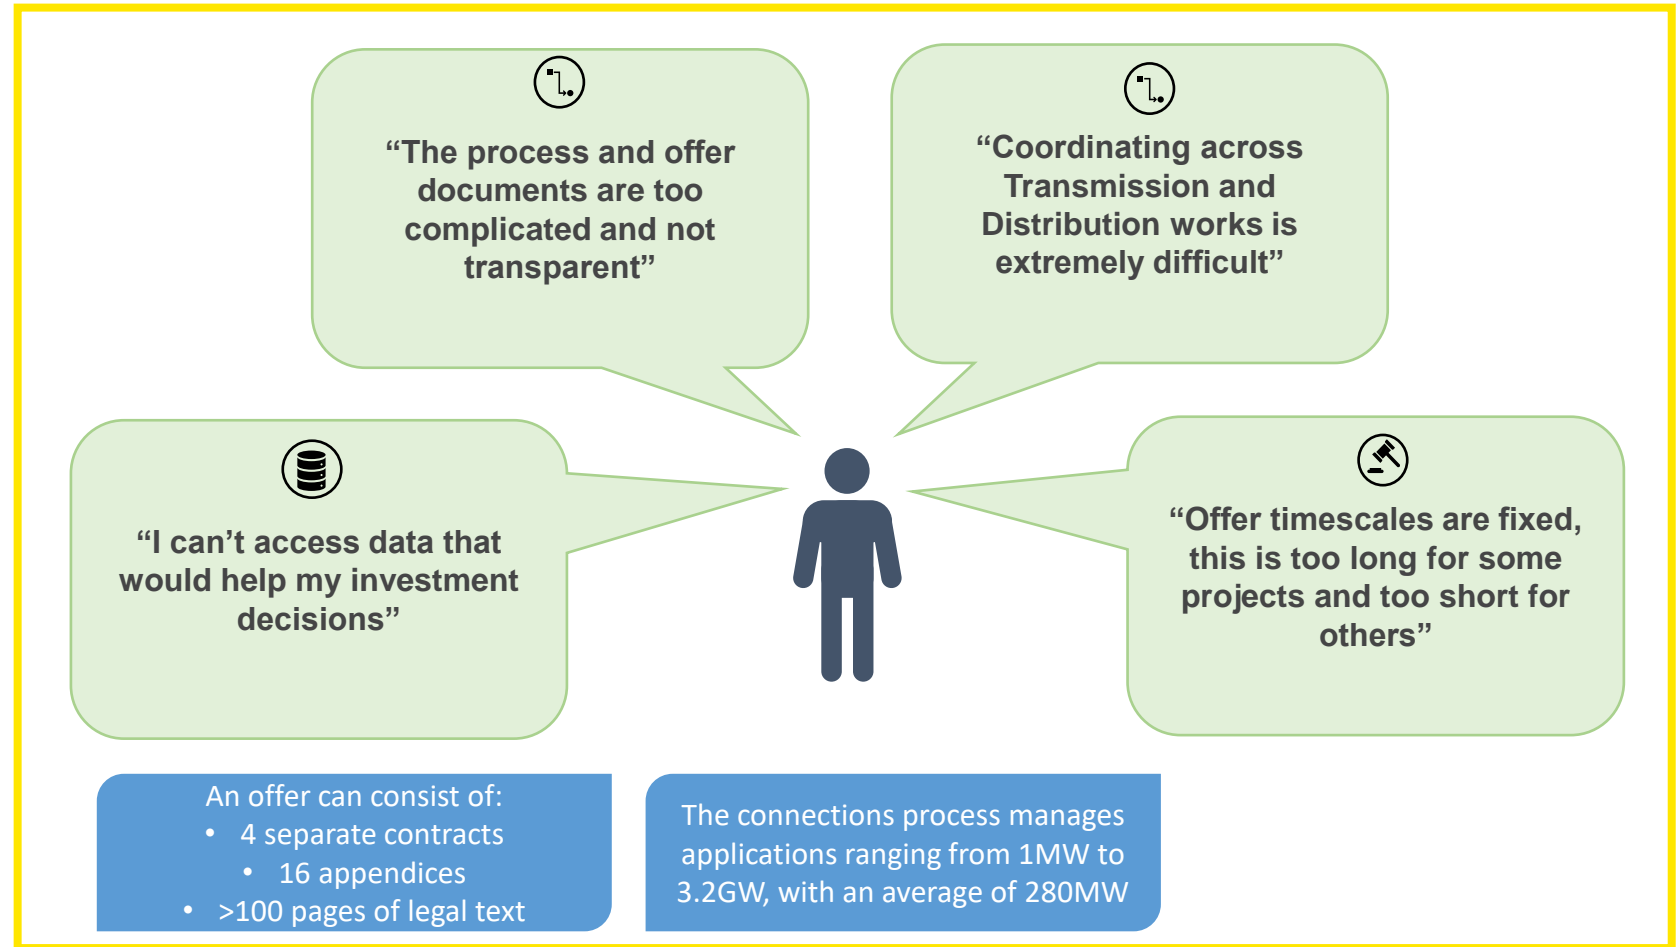 “The process and offer
documents are too
complicated and not
transparent”
“Coordinating across
Transmission and
Distribution works is
extremely difficult”
“I can’t access data that
would help my investment
decisions”
“Offer timescales are fixed,
this is too long for some
projects and too short for
others”
An offer can consist of:
• 4 separate contracts
• 16 appendices
• >100 pages of legal text
The connections process manages
applications ranging from 1MW to
3.2GW, with an average of 280MW